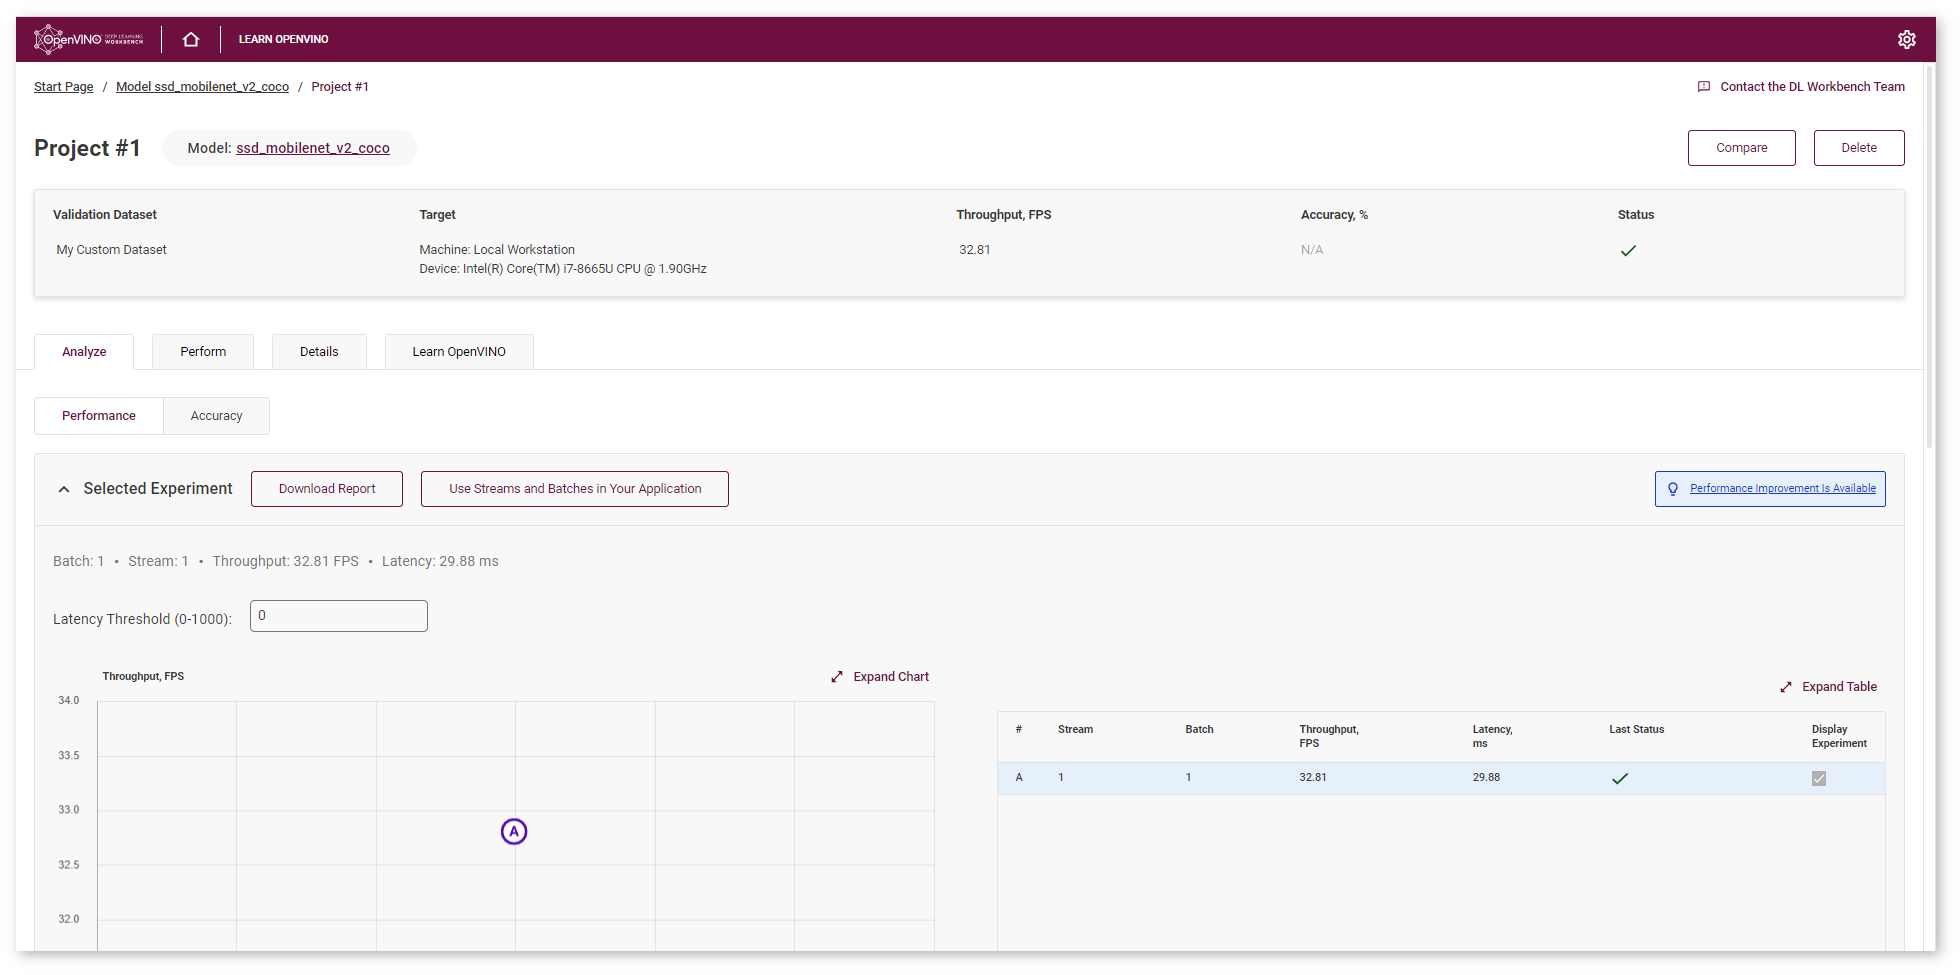 OpenVINO DEEP LEARNING WORKBENCH
LEARN OPENVINO
Start Page / Model ssd_mobilenet_v2_coco / Project #1
Contact the DL Workbench Team
Project #1
Model: ssd_mobilenet_v2_coco
Compare
Delete
Validation Dataset
Target
Throughput, FPS
Accuracy, %
Status
My Custom Dataset
Machine: Local Workstation
Device: Intel(R) Core(TM) i7-8665U CPU @ 1.90GHz
32.81
N/A
Analyze
Perform
Details
Learn OpenVINO
Performance
Accuracy
Selected Experiment
Download Report
Use Streams and Batches in Your Application
Performance Improvement Is Available
Batch: 1 • Stream: 1 • Throughput: 32.81 FPS • Latency: 29.88 ms
Latency Threshold (0-1000):
0
Throughput, FPS
Expand Chart
34.0
33.5
33.0
32.5
32.0
A
Expand Table
#
Stream
Batch
Throughput,
FPS
Latency,
ms
Last Status
Display
Experiment
A
1
1
32.81
29.88